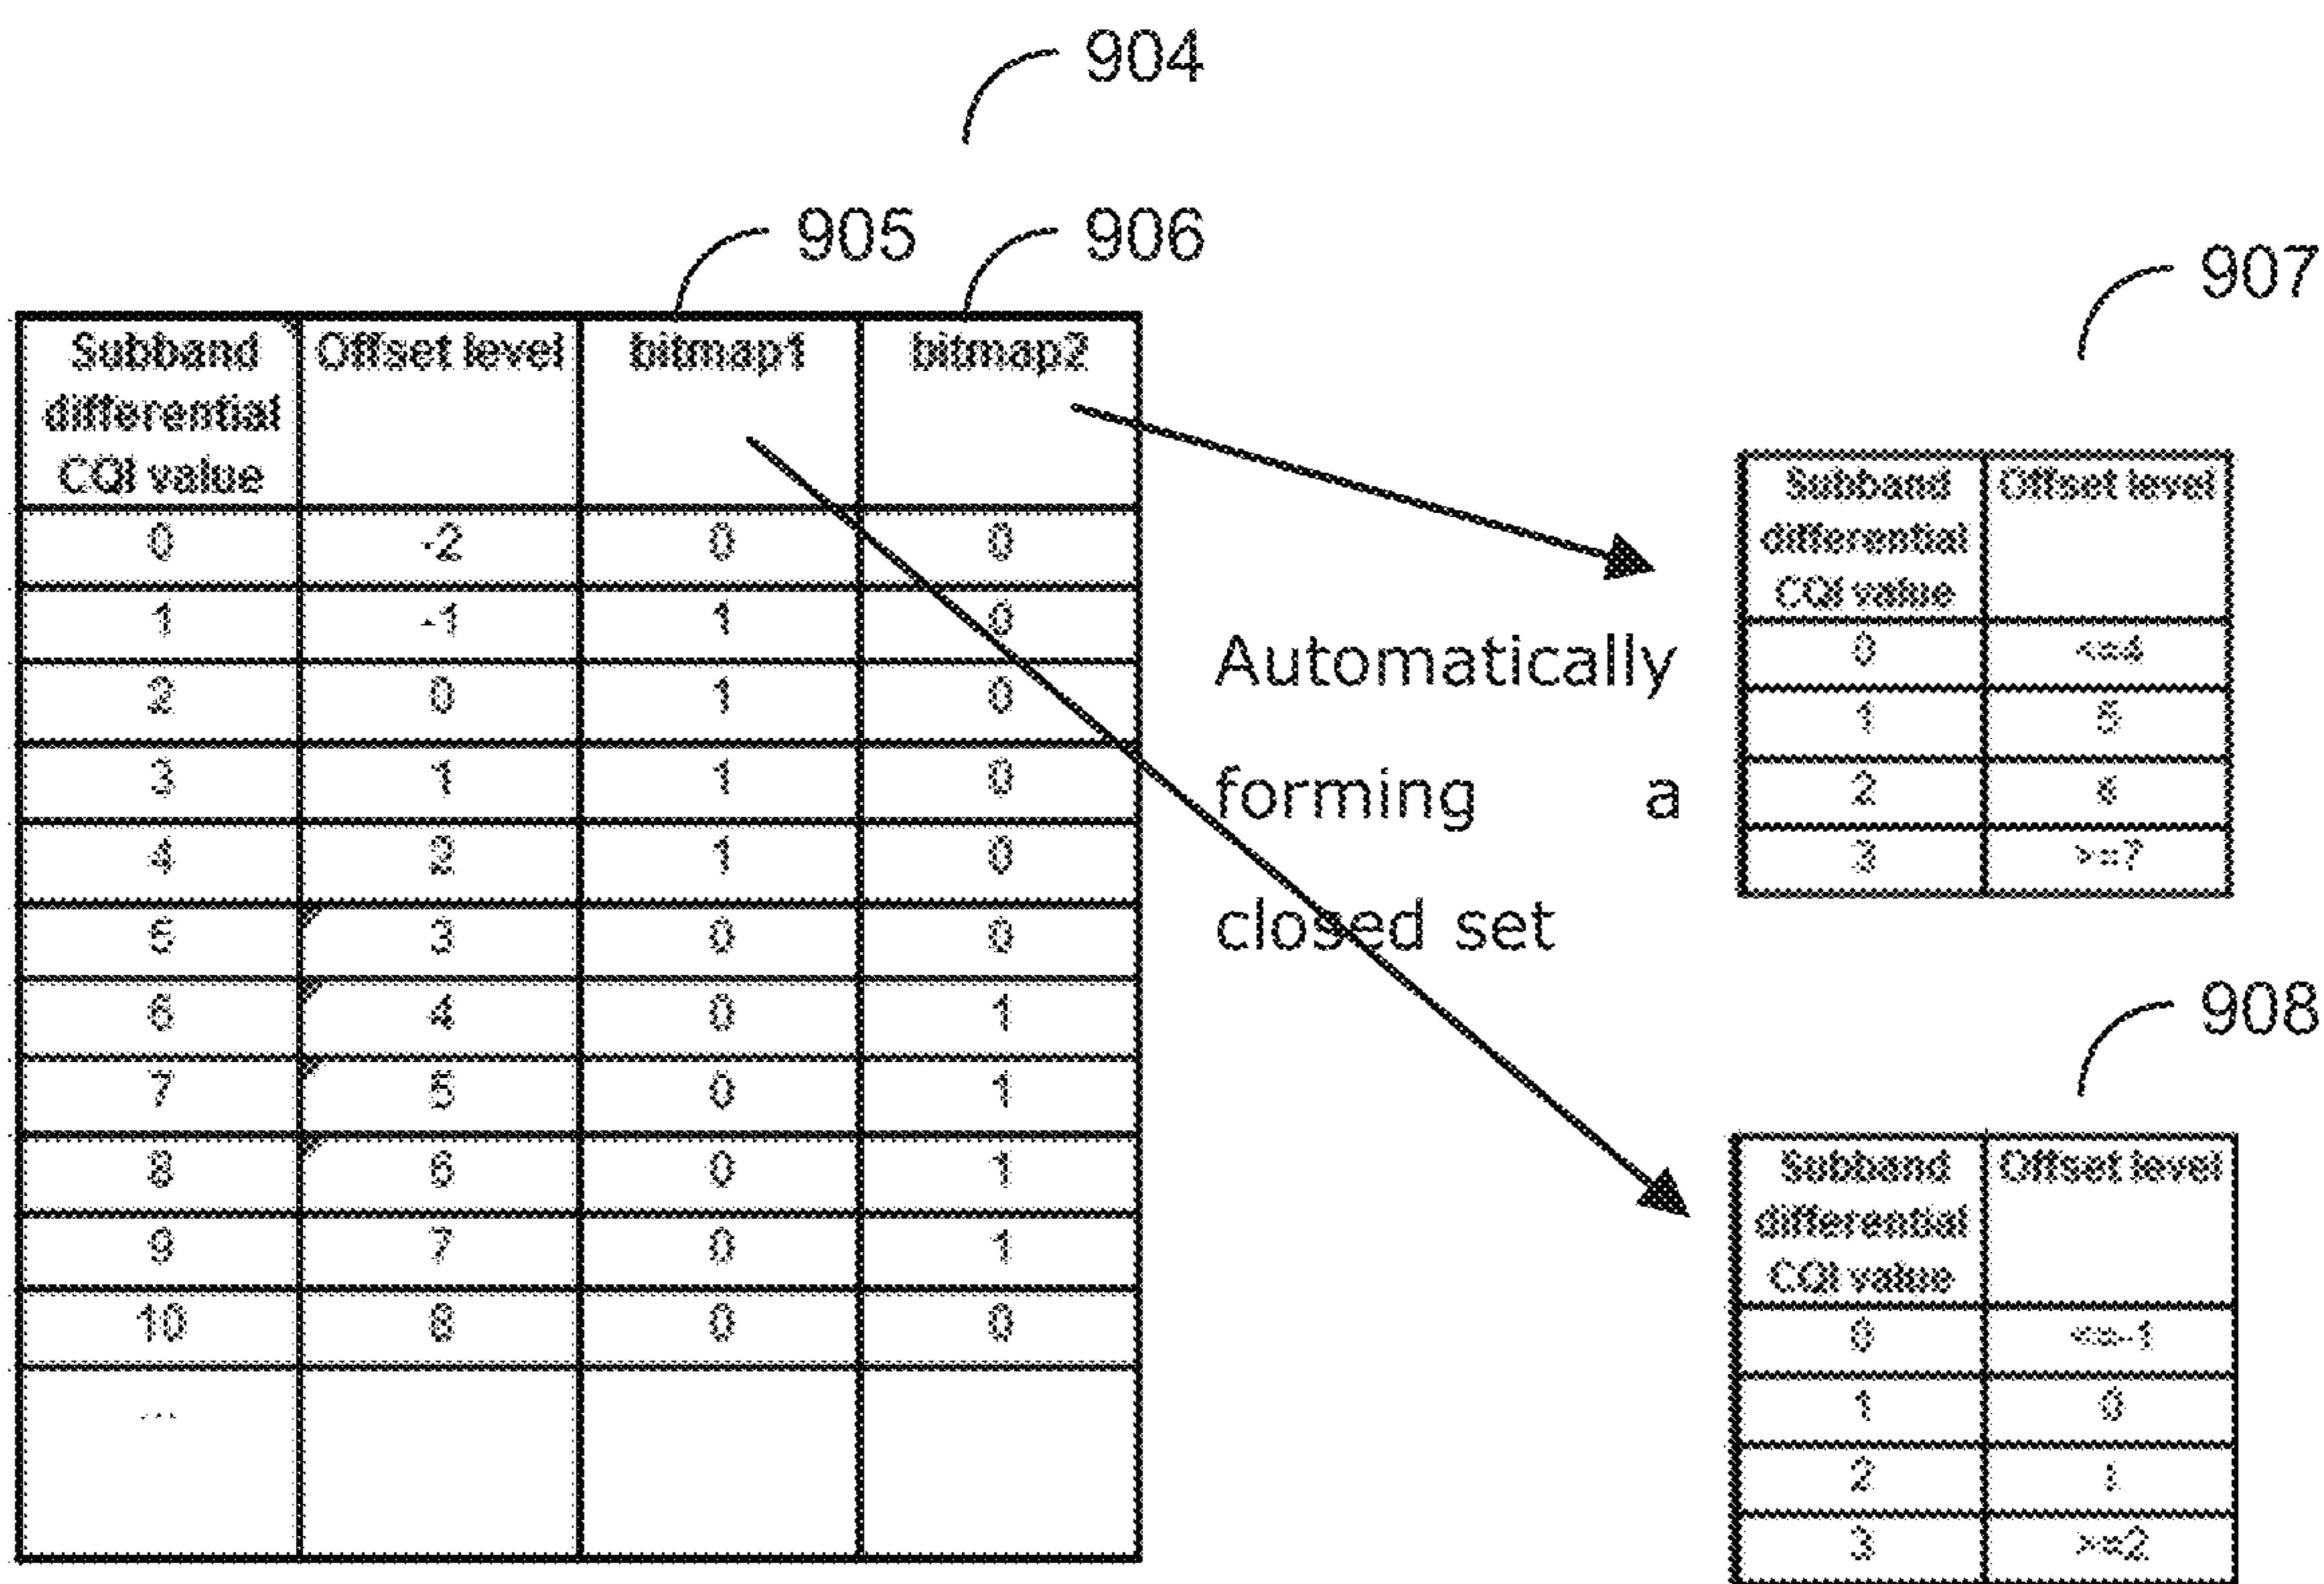 904
905 906
907
Subband differential CQI value Offset level bitmap1 bitmap2
0 -2 0 0
1 -1 1 0
2 0 1 0
3 1 1 0
4 2 1 0
5 3 0 0
6 4 0 1
7 5 0 1
8 6 0 1
9 7 0 1
10 8 0 0
...
Automatically
forming a
closed set
Subband differential CQI value Offset level
0 <=4
1 5
2 6
3 >=7
908
Subband differential CQI value Offset level
0 <=-1
1 0
2 1
3 >=2